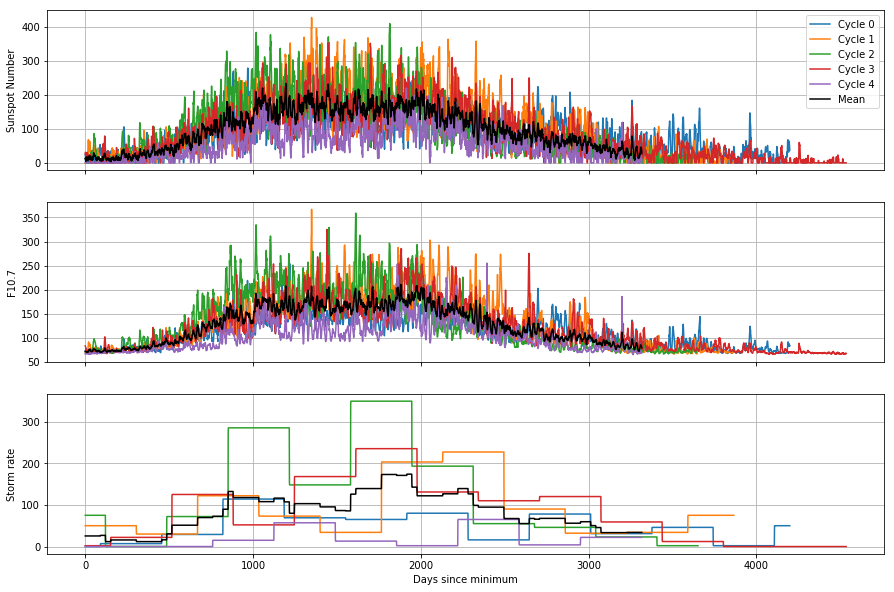 400
300
200
100
0
Sunspot Number
Cycle 0
Cycle 1
Cycle 2
Cycle 3
Cycle 4
Mean
350
300
250
200
150
100
50
F10.7
300
200
100
0
Storm rate
0 1000 2000 3000 4000
Days since minimum